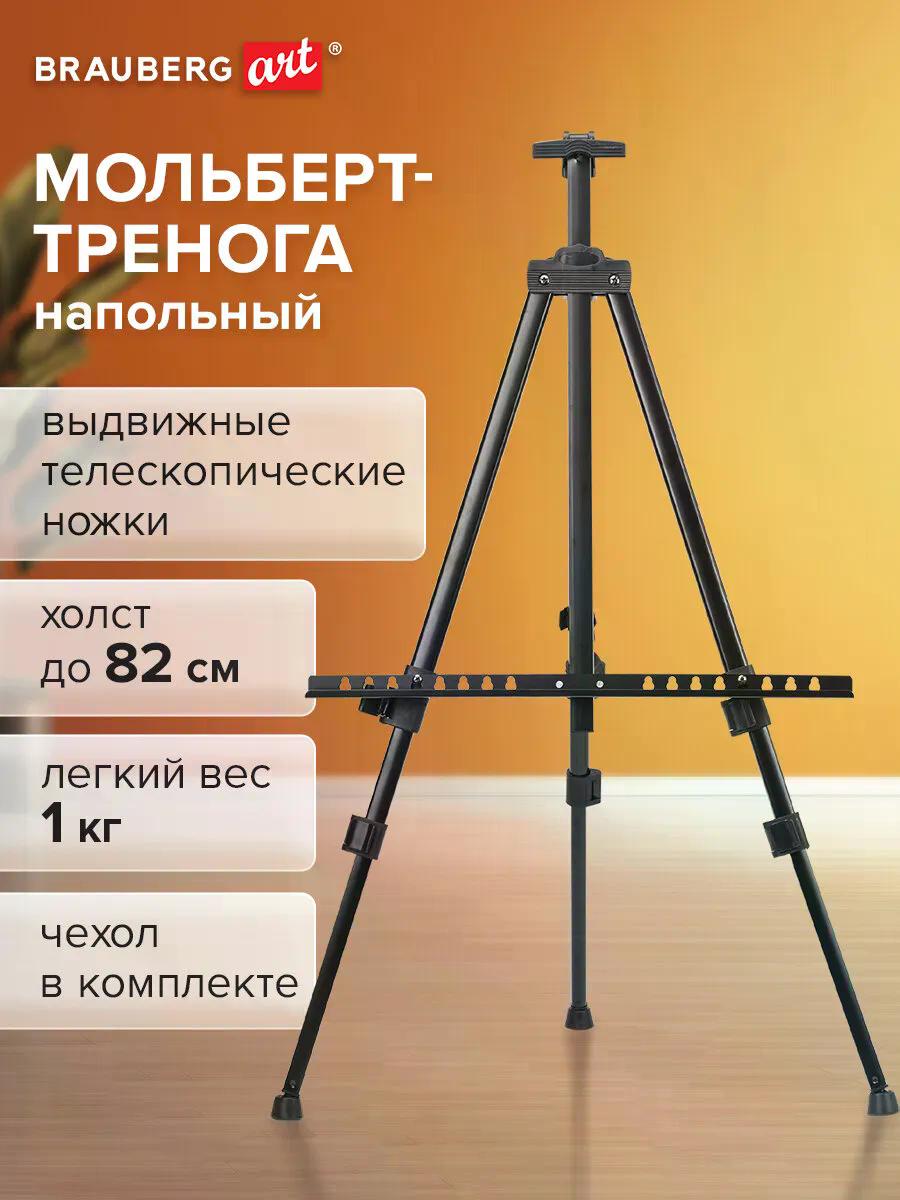 BRAUBERG art ®
МОЛЬБЕРТ-
ТРЕНОГА
напольный
выдвижные
телескопические
ножки
холст
до 82 см
легкий вес
1 кг
чехол
в комплекте